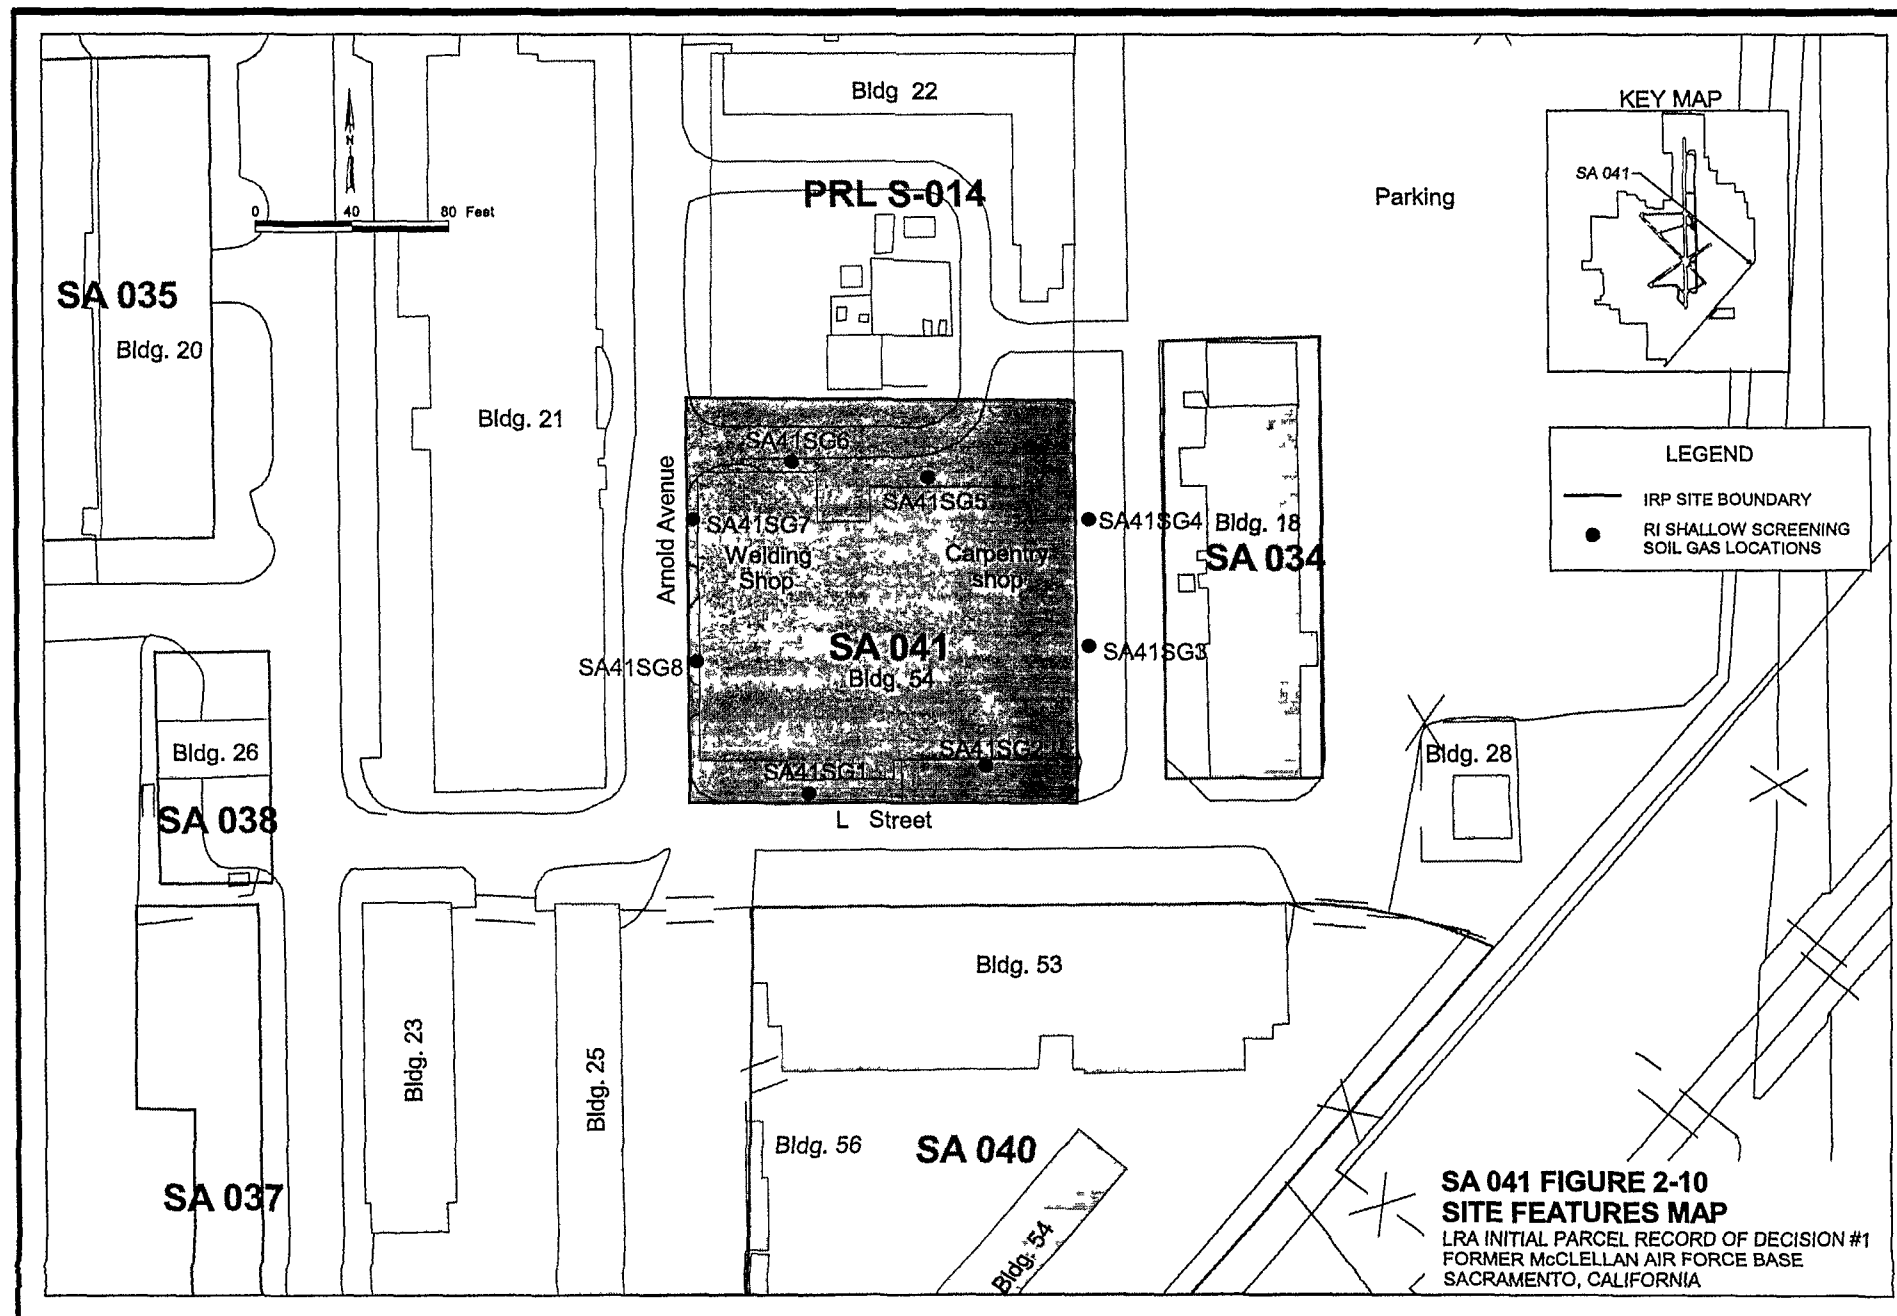 Bldg 22
KEY MAP
SA 041
PRL S-014
Parking
N
0 40 80 Feet
SA 035
Bldg. 20
Bldg. 21
LEGEND
IRP SITE BOUNDARY
RI SHALLOW SCREENING
SOIL GAS LOCATIONS
Arnold Avenue
SA41SG6
SA41SG5
SA41SG7
SA41SG4
Bldg. 18
SA 034
Welding
Shop
Carpentry
shop
SA 041
Bldg. 54
SA41SG8
SA41SG3
SA41SG2
SA41SG1
L Street
Bldg. 26
SA 038
Bldg. 28
Bldg. 53
Bldg. 23
Bldg. 25
Bldg. 56
SA 040
Bldg. 54
SA 037
SA 041 FIGURE 2-10
SITE FEATURES MAP
LRA INITIAL PARCEL RECORD OF DECISION #1
FORMER McCLELLAN AIR FORCE BASE
SACRAMENTO, CALIFORNIA